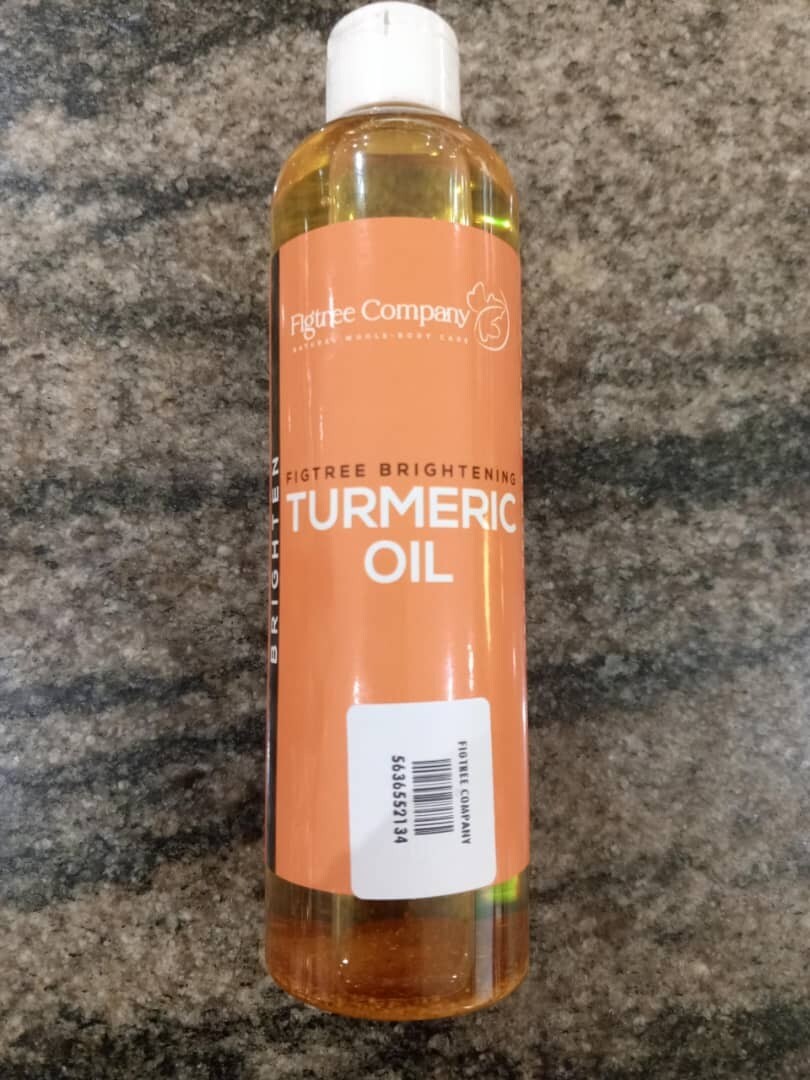 Figtree Company
NATURAL WHOLE-BODY CARE
BRIGHTEN
FIGTREE BRIGHTENING
TURMERIC
OIL
FIGTREE COMPANY
5636552134